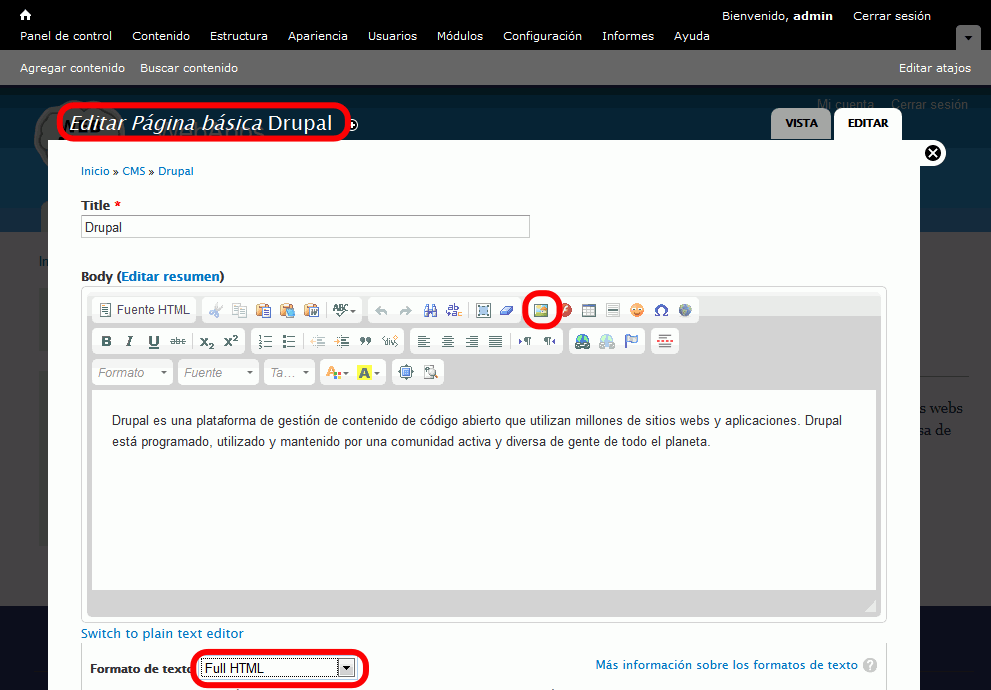 Bienvenido, admin Cerrar sesión
Panel de control Contenido Estructura Apariencia Usuarios Módulos Configuración Informes Ayuda
Agregar contenido Buscar contenido Editar atajos
Mi cuenta Cerrar sesión
Editar Página básica Drupal
VISTA EDITAR
Inicio » CMS » Drupal
Title *
Drupal
Body (Editar resumen)
Fuente HTML
B I U abc X₂ X²
Formato Fuente Ta...
Drupal es una plataforma de gestión de contenido de código abierto que utilizan millones de sitios webs y aplicaciones. Drupal
está programado, utilizado y mantenido por una comunidad activa y diversa de gente de todo el planeta.
s webs
sa de
Switch to plain text editor
Formato de texto Full HTML Más información sobre los formatos de texto ?